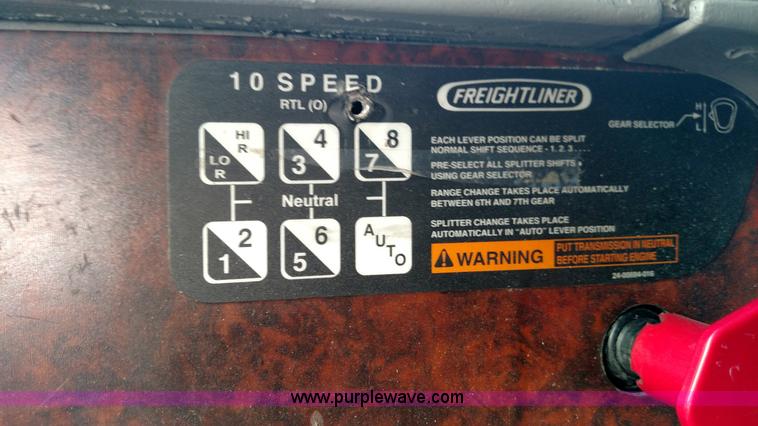 10 SPEED
RTL (O)
FREIGHTLINER
GEAR SELECTOR
H
L
HI
R
LO
R
4
3
8
7
Neutral
2
1
6
5
AUTO
EACH LEVER POSITION CAN BE SPLIT
NORMAL SHIFT SEQUENCE - 1, 2, 3
PRE-SELECT ALL SPLITTER SHIFTS
USING GEAR SELECTOR
RANGE CHANGE TAKES PLACE AUTOMATICALLY
BETWEEN 6TH AND 7TH GEAR
SPLITTER CHANGE TAKES PLACE
AUTOMATICALLY IN "AUTO" LEVER POSITION
WARNING
PUT TRANSMISSION IN NEUTRAL
BEFORE STARTING ENGINE
www.purplewave.com